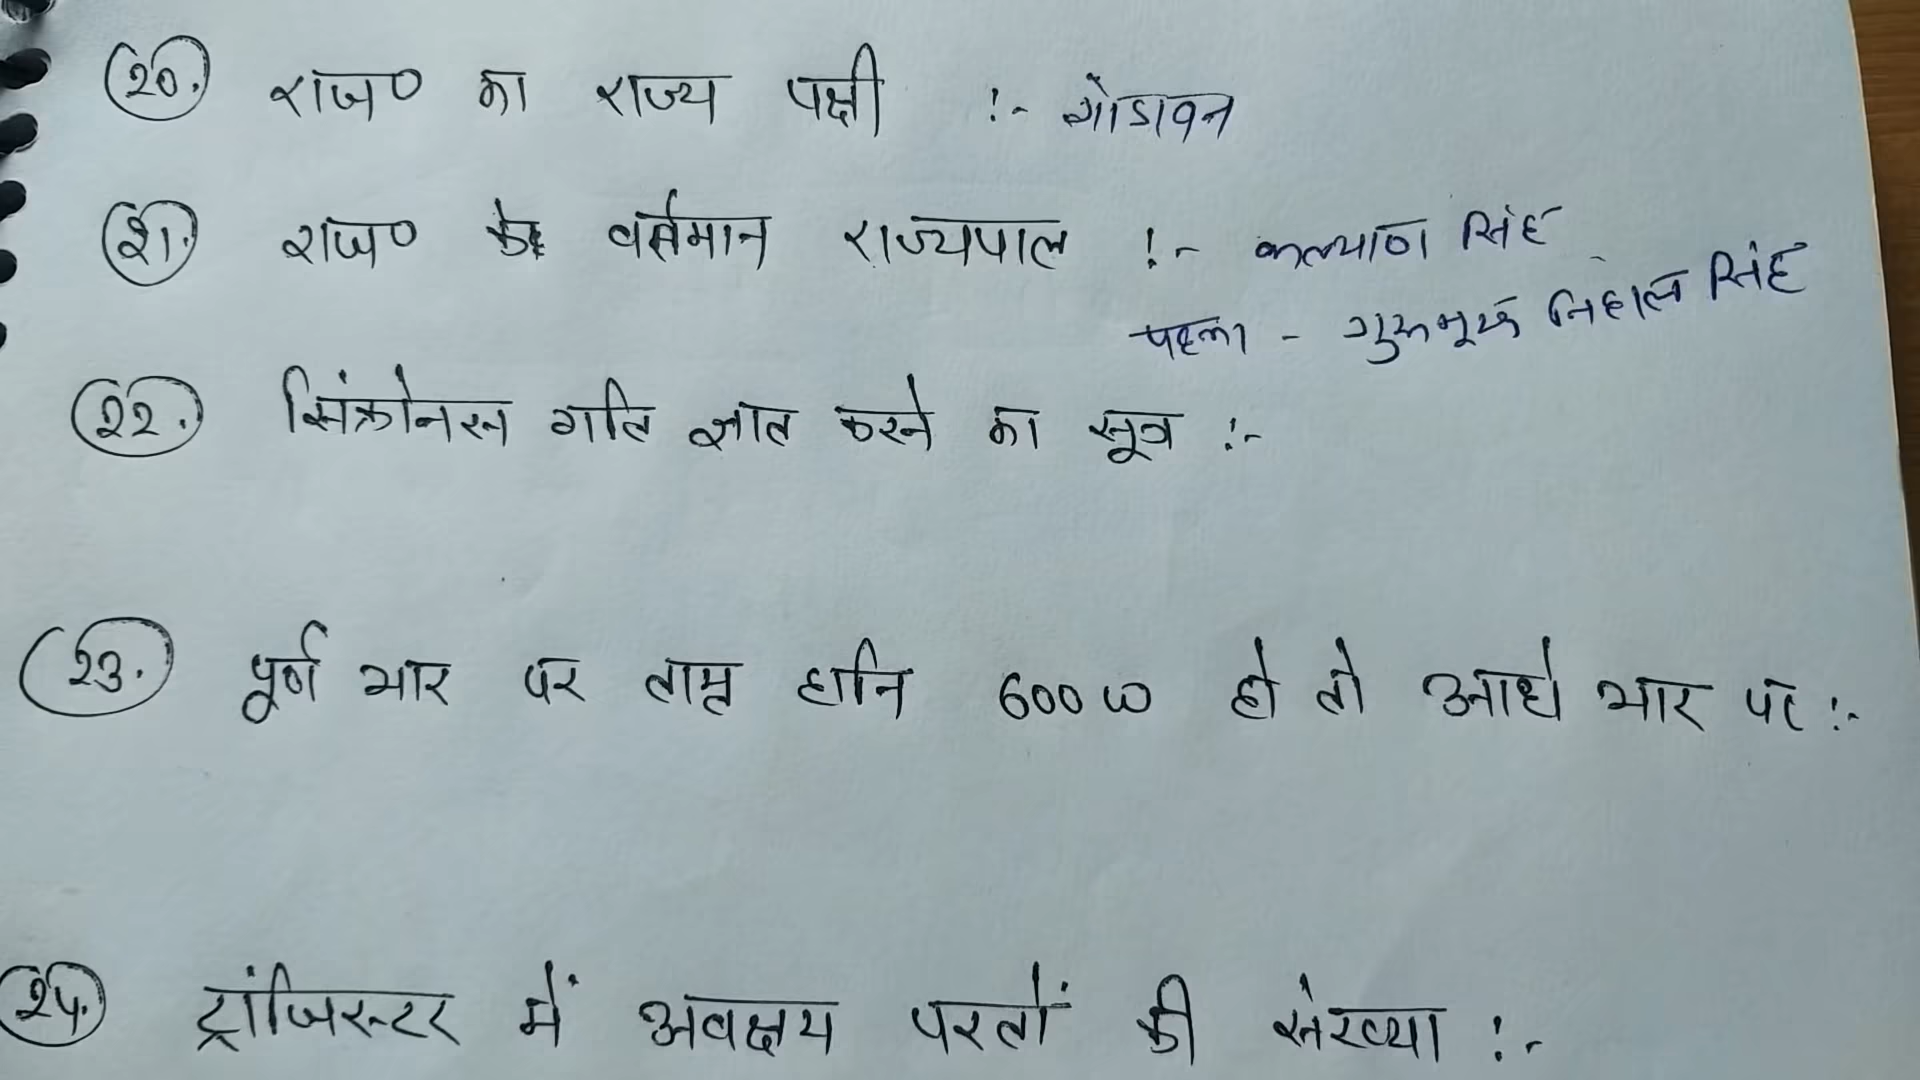 20. राज० का राज्य पक्षी :- गोडावन
21. राज० के वर्तमान राज्यपाल :- कल्याण सिंह
पहला - गुरूमूख निहाल सिंह
22. सिंक्रोनस गति ज्ञात करने का सूत्र :-
23. पूर्ण भार पर ताम्र हानि 600 W हो तो आधे भार पर :-
24. ट्रांजिस्टर में अवक्षय परतों की संख्या :-